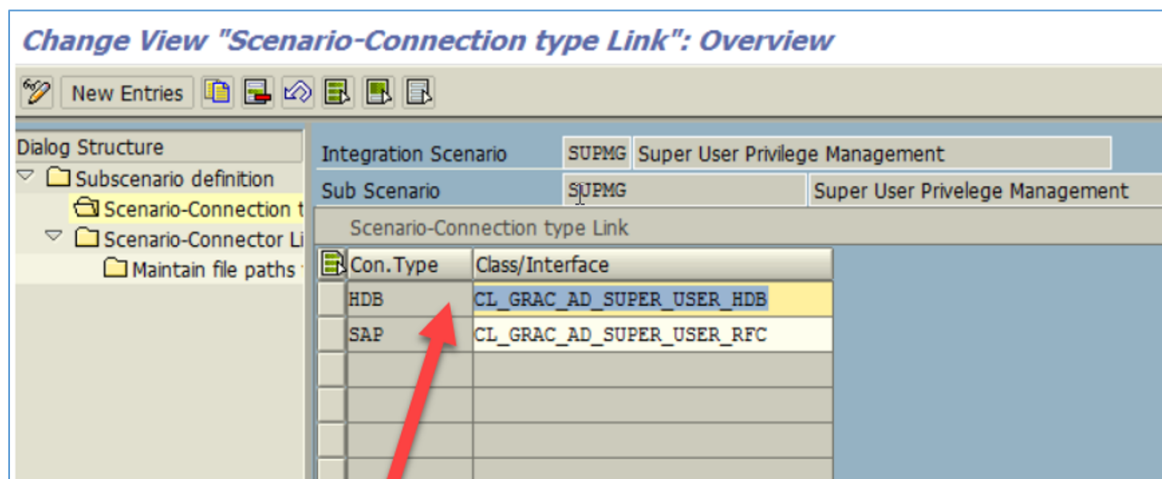 Change View "Scenario-Connection type Link": Overview
New Entries
Dialog Structure
Subscenario definition
Scenario-Connection t
Scenario-Connector Li
Maintain file paths
Integration Scenario SUPMG Super User Privilege Management
Sub Scenario SUPMG Super User Privelege Management
Scenario-Connection type Link
Con.Type Class/Interface
HDB CL_GRAC_AD_SUPER_USER_HDB
SAP CL_GRAC_AD_SUPER_USER_RFC